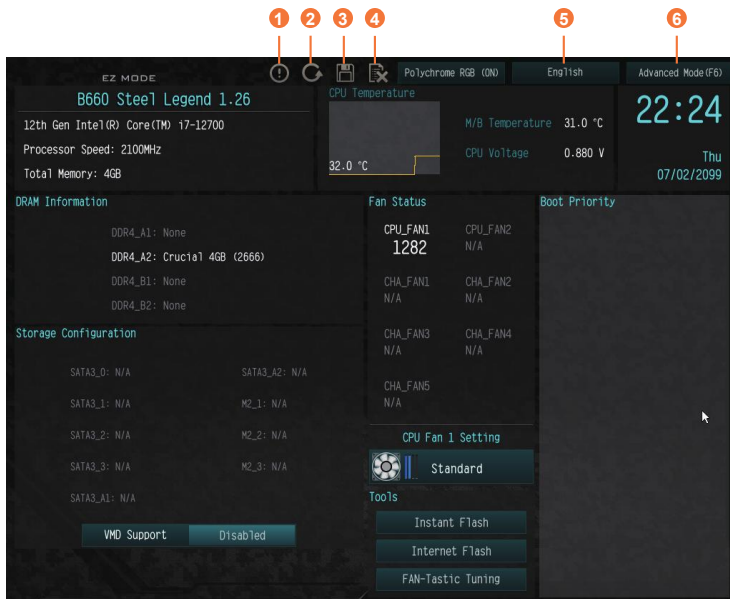 1 2 3 4 5 6
EZ MODE
Polychrome RGB (ON)
English
Advanced Mode(F6)
B660 Steel Legend 1.26
12th Gen Intel(R) Core(TM) i7-12700
Processor Speed: 2100MHz
Total Memory: 4GB
CPU Temperature
32.0 °C
M/B Temperature 31.0 °C
CPU Voltage 0.880 V
22:24
Thu
07/02/2099
DRAM Information
DDR4_A1: None
DDR4_A2: Crucial 4GB (2666)
DDR4_B1: None
DDR4_B2: None
Storage Configuration
SATA3_0: N/A SATA3_A2: N/A
SATA3_1: N/A M2_1: N/A
SATA3_2: N/A M2_2: N/A
SATA3_3: N/A M2_3: N/A
SATA3_A1: N/A
VMD Support Disabled
Fan Status
CPU_FAN1 CPU_FAN2
1282 N/A
CHA_FAN1 CHA_FAN2
N/A N/A
CHA_FAN3 CHA_FAN4
N/A N/A
CHA_FAN5
N/A
CPU Fan 1 Setting
Standard
Tools
Instant Flash
Internet Flash
FAN-Tastic Tuning
Boot Priority